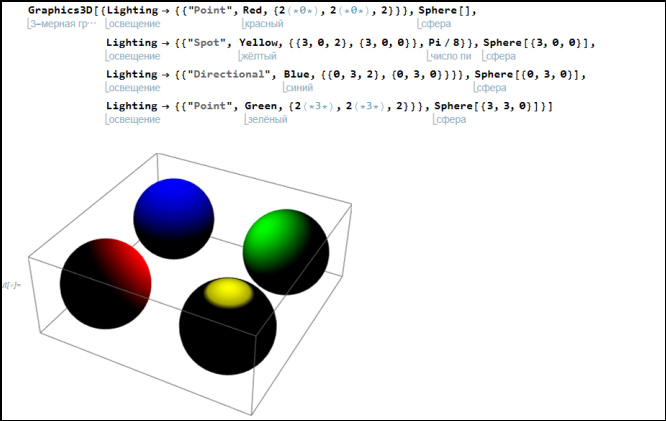 Graphics3D[{Lighting → {{"Point", Red, {2 (*0*), 2 (*0*), 2}}}, Sphere[],
3-мерная гр⋯ освещение красный сфера
Lighting → {{"Spot", Yellow, {{3, 0, 2}, {3, 0, 0}}, Pi / 8}}, Sphere[{3, 0, 0}],
освещение жёлтый число пи сфера
Lighting → {{"Directional", Blue, {{0, 3, 2}, {0, 3, 0}}}}, Sphere[{0, 3, 0}],
освещение синий сфера
Lighting → {{"Point", Green, {2 (*3*), 2 (*3*), 2}}}, Sphere[{3, 3, 0}]}]
освещение зелёный сфера